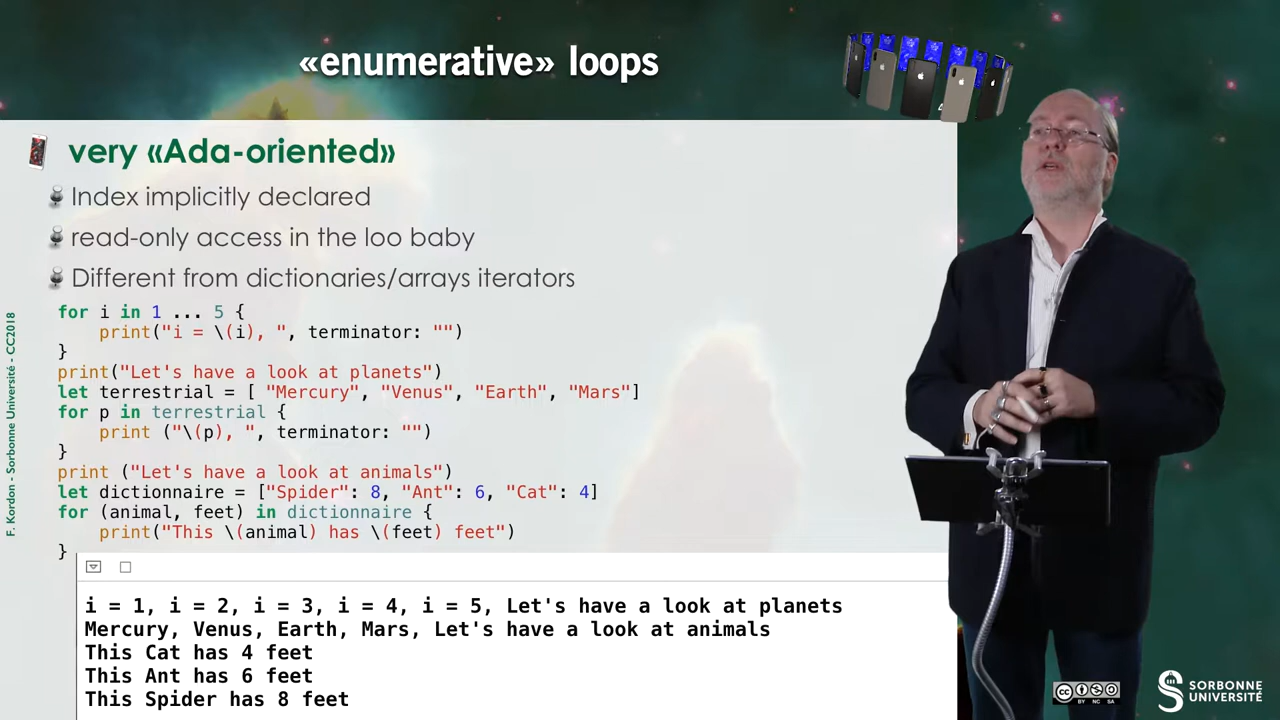 «enumerative» loops
very «Ada-oriented»
Index implicitly declared
read-only access in the loo baby
Different from dictionaries/arrays iterators
for i in 1 ... 5 {
    print("i = \(i), ", terminator: "")
}
print("Let's have a look at planets")
let terrestrial = [ "Mercury", "Venus", "Earth", "Mars"]
for p in terrestrial {
    print ("\(p), ", terminator: "")
}
print ("Let's have a look at animals")
let dictionnaire = ["Spider": 8, "Ant": 6, "Cat": 4]
for (animal, feet) in dictionnaire {
    print("This \(animal) has \(feet) feet")
}
i = 1, i = 2, i = 3, i = 4, i = 5, Let's have a look at planets
Mercury, Venus, Earth, Mars, Let's have a look at animals
This Cat has 4 feet
This Ant has 6 feet
This Spider has 8 feet
F. Kordon - Sorbonne Université - CC2018
cc
BY NC SA
SORBONNE
UNIVERSITÉ